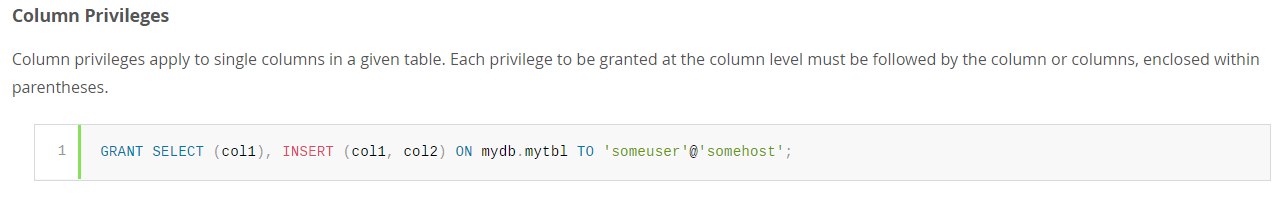 Column Privileges
Column privileges apply to single columns in a given table. Each privilege to be granted at the column level must be followed by the column or columns, enclosed within
parentheses.
1 GRANT SELECT (col1), INSERT (col1, col2) ON mydb.mytbl TO 'someuser'@'somehost';